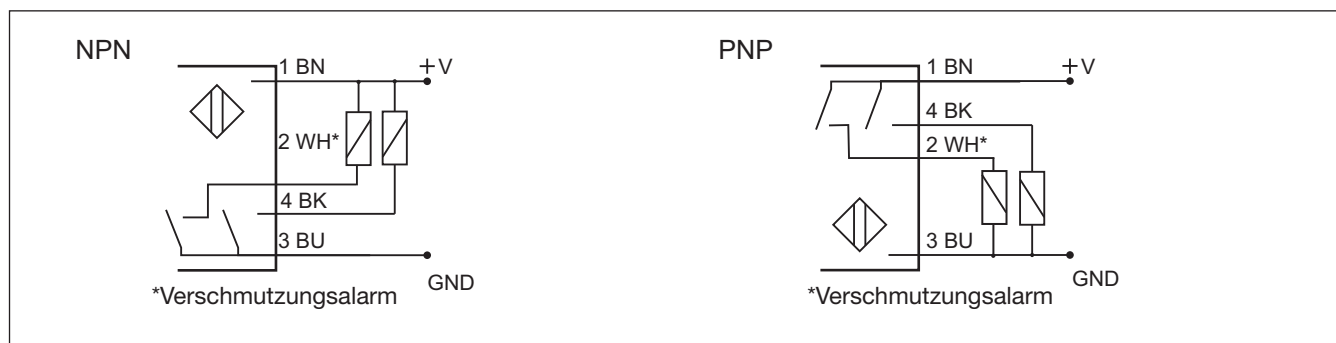 NPN
1 BN
+V
2 WH*
4 BK
3 BU
GND
*Verschmutzungsalarm
PNP
1 BN
+V
4 BK
2 WH*
3 BU
GND
*Verschmutzungsalarm